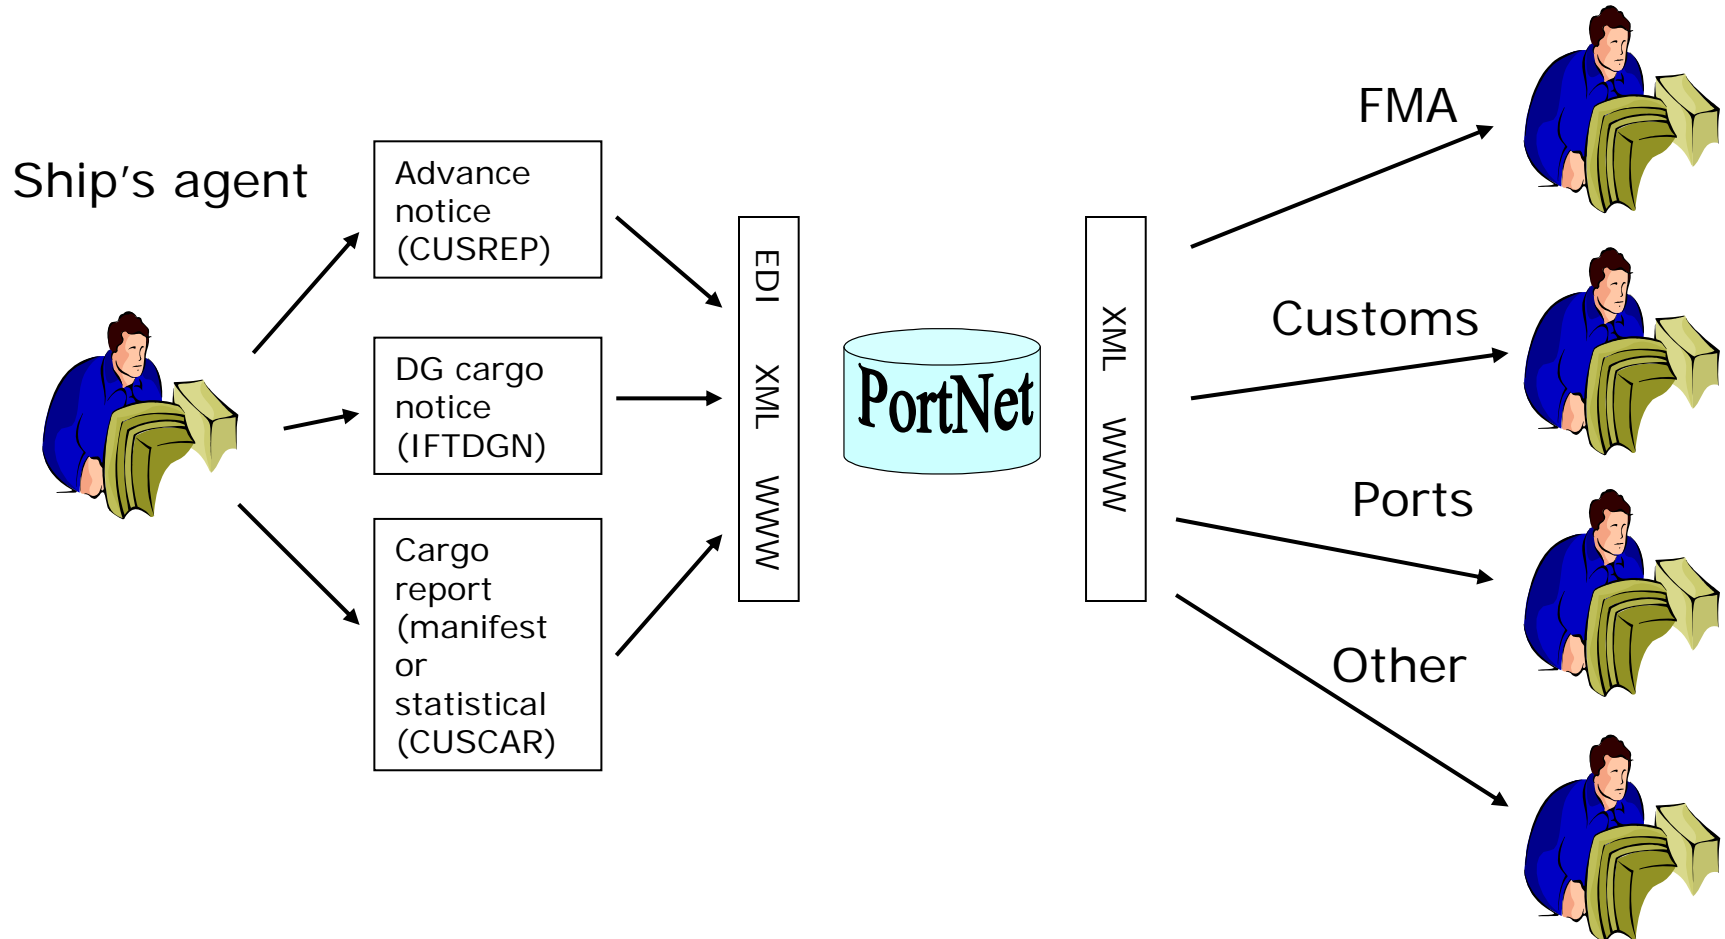 Ship's agent
Advance
notice
(CUSREP)
DG cargo
notice
(IFTDGN)
Cargo
report
(manifest
or
statistical
(CUSCAR)
EDI XML WWW
PortNet
XML WWW
FMA
Customs
Ports
Other